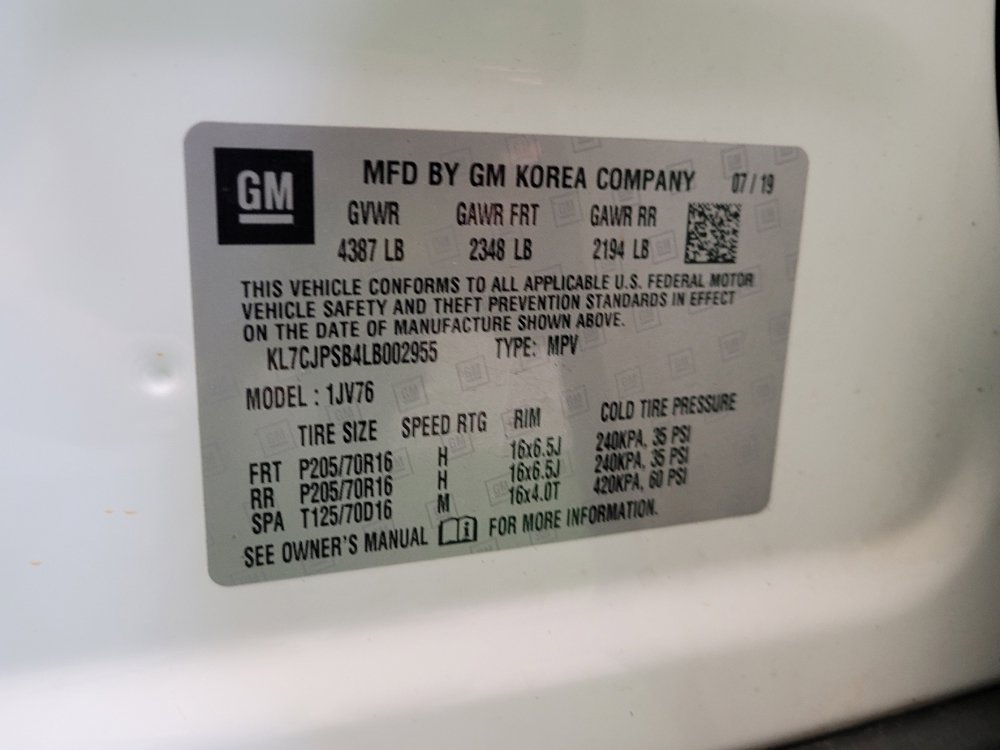 GM
MFD BY GM KOREA COMPANY 07 / 19
GVWR GAWR FRT GAWR RR
4387 LB 2348 LB 2194 LB
THIS VEHICLE CONFORMS TO ALL APPLICABLE U.S. FEDERAL MOTOR
VEHICLE SAFETY AND THEFT PREVENTION STANDARDS IN EFFECT
ON THE DATE OF MANUFACTURE SHOWN ABOVE.
KL7CJPSB4LB002955 TYPE: MPV
MODEL : 1JV76
TIRE SIZE SPEED RTG RIM COLD TIRE PRESSURE
FRT P205/70R16 H 16x6.5J 240KPA, 35 PSI
RR P205/70R16 H 16x6.5J 240KPA, 35 PSI
SPA T125/70D16 M 16x4.0T 420KPA, 60 PSI
SEE OWNER'S MANUAL i FOR MORE INFORMATION.